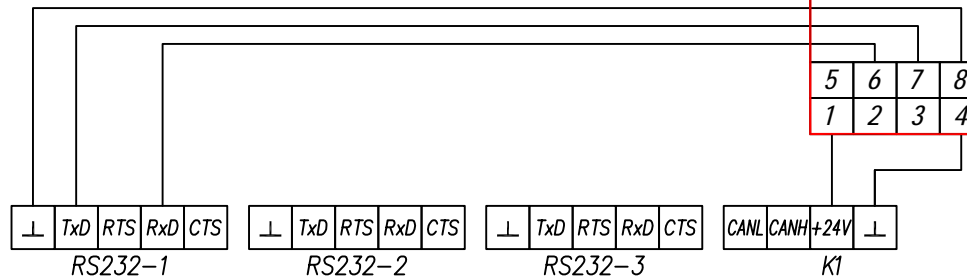 5 6 7 8
1 2 3 4
⊥ TxD RTS RxD CTS ⊥ TxD RTS RxD CTS ⊥ TxD RTS RxD CTS CANL CANH +24V ⊥
RS232-1 RS232-2 RS232-3 K1